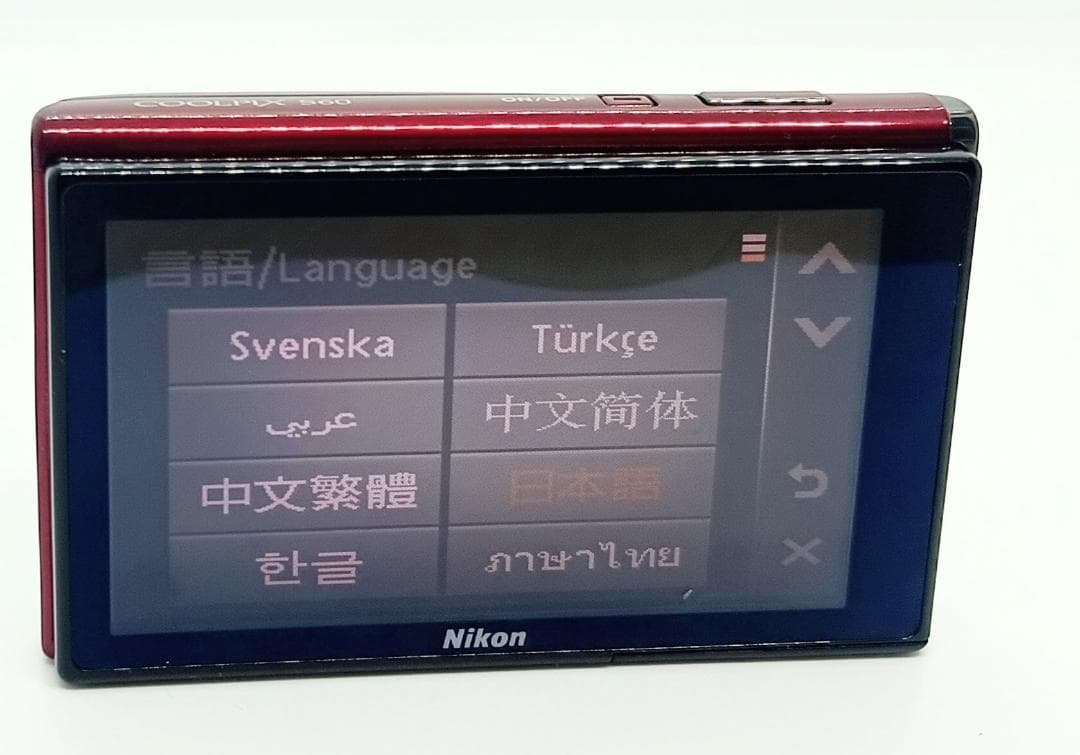 COOLPIX S60 ON/OFF
言語/Language
Svenska Türkçe
عربي 中文简体
中文繁體 日本語
한글 ภาษาไทย
Nikon